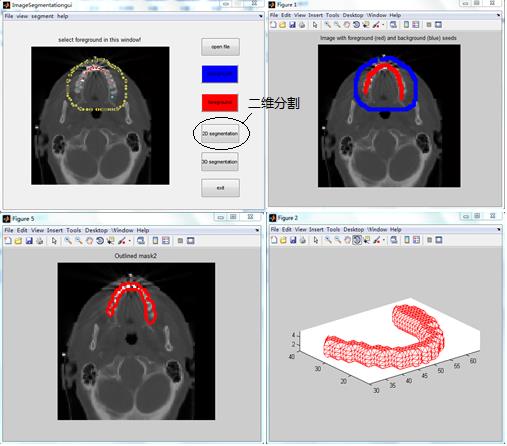 ImageSegmentationgui
File view segment help
select foreground in this window!
open file
foreground
2D segmentation
3D segmentation
exit
二维分割
Figure 1
File Edit View Insert Tools Desktop Window Help
Image with foreground (red) and background (blue) seeds
Figure 5
File Edit View Insert Tools Desktop Window Help
Outlined mask2
Figure 2
File Edit View Insert Tools Desktop Window Help
4
2
40
30
20
30
35
40
45
50
55
60